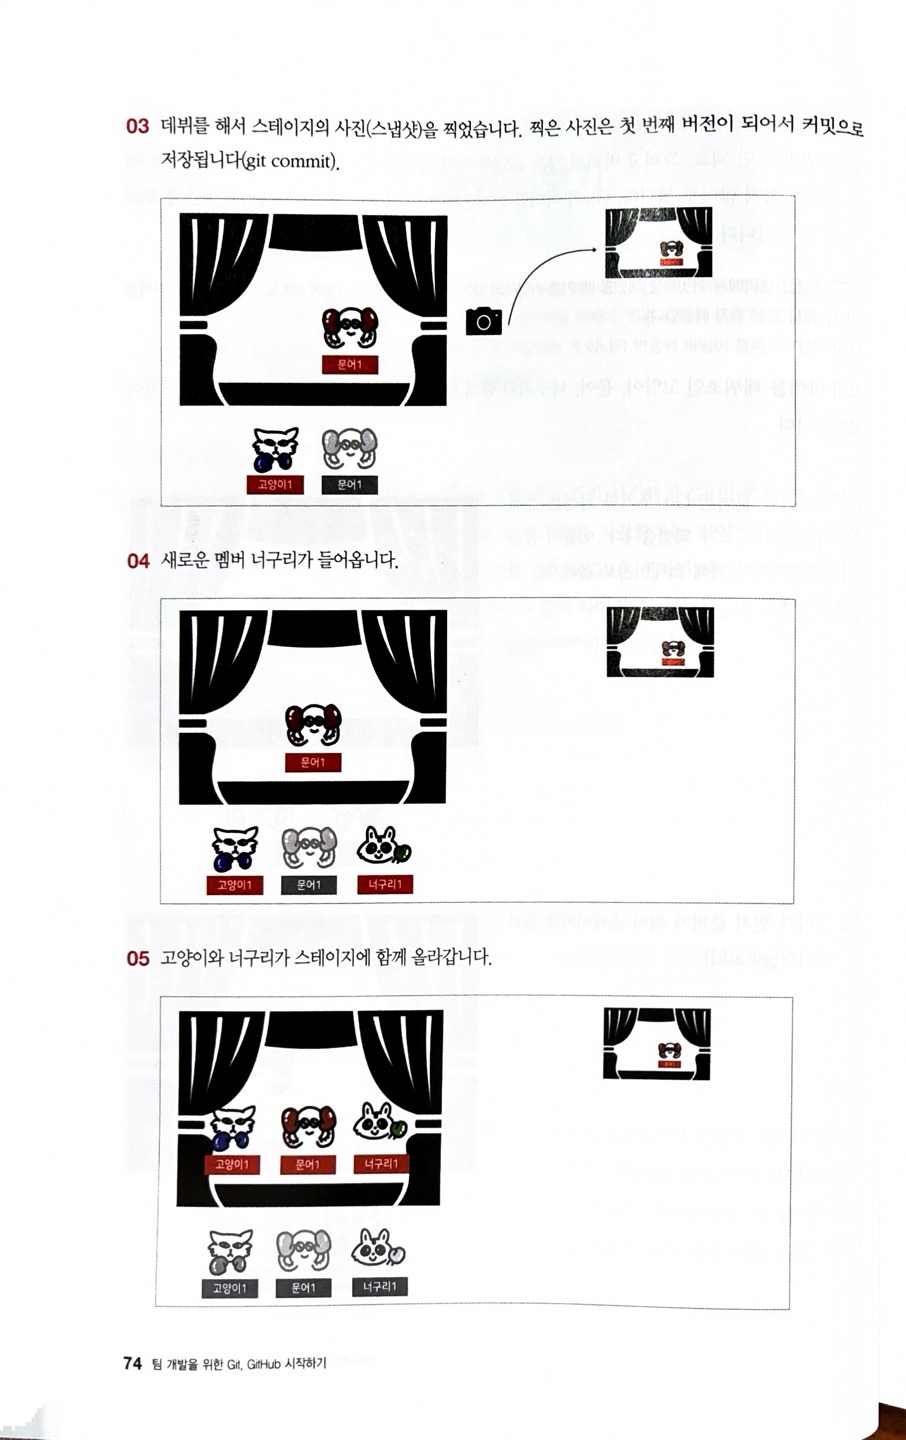 03 데뷔를 해서 스테이지의 사진(스냅샷)을 찍었습니다. 찍은 사진은 첫 번째 버전이 되어서 커밋으로
저장됩니다(git commit).
문어1
고양이1 문어1
04 새로운 멤버 너구리가 들어옵니다.
문어1
고양이1 문어1 너구리1
05 고양이와 너구리가 스테이지에 함께 올라갑니다.
고양이1 문어1 너구리1
고양이1 문어1 너구리1
74 팀 개발을 위한 Git, GitHub 시작하기